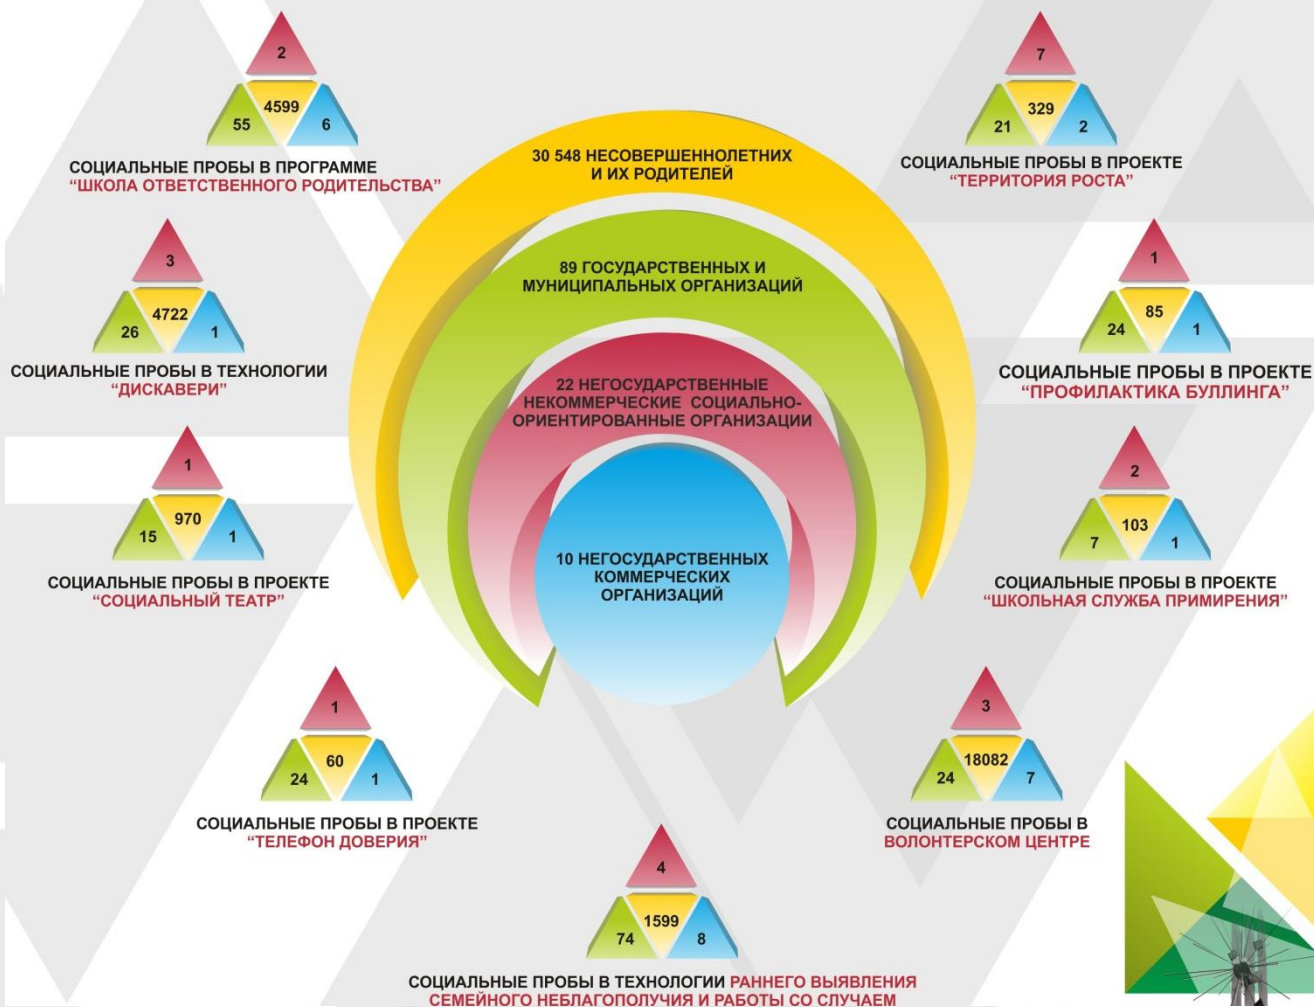 2
4599
55
6
СОЦИАЛЬНЫЕ ПРОБЫ В ПРОГРАММЕ
“ШКОЛА ОТВЕТСТВЕННОГО РОДИТЕЛЬСТВА”
3
4722
26
1
СОЦИАЛЬНЫЕ ПРОБЫ В ТЕХНОЛОГИИ
“ДИСКАВЕРИ”
1
970
15
1
СОЦИАЛЬНЫЕ ПРОБЫ В ПРОЕКТЕ
“СОЦИАЛЬНЫЙ ТЕАТР”
1
60
24
1
СОЦИАЛЬНЫЕ ПРОБЫ В ПРОЕКТЕ
“ТЕЛЕФОН ДОВЕРИЯ”
30 548 НЕСОВЕРШЕННОЛЕТНИХ
И ИХ РОДИТЕЛЕЙ
89 ГОСУДАРСТВЕННЫХ И
МУНИЦИПАЛЬНЫХ ОРГАНИЗАЦИЙ
22 НЕГОСУДАРСТВЕННЫЕ
НЕКОММЕРЧЕСКИЕ СОЦИАЛЬНО-
ОРИЕНТИРОВАННЫЕ ОРГАНИЗАЦИИ
10 НЕГОСУДАРСТВЕННЫХ
КОММЕРЧЕСКИХ
ОРГАНИЗАЦИЙ
4
1599
74
8
СОЦИАЛЬНЫЕ ПРОБЫ В ТЕХНОЛОГИИ РАННЕГО ВЫЯВЛЕНИЯ
СЕМЕЙНОГО НЕБЛАГОПОЛУЧИЯ И РАБОТЫ СО СЛУЧАЕМ
7
329
21
2
СОЦИАЛЬНЫЕ ПРОБЫ В ПРОЕКТЕ
“ТЕРРИТОРИЯ РОСТА”
1
85
24
1
СОЦИАЛЬНЫЕ ПРОБЫ В ПРОЕКТЕ
“ПРОФИЛАКТИКА БУЛЛИНГА”
2
103
7
1
СОЦИАЛЬНЫЕ ПРОБЫ В ПРОЕКТЕ
“ШКОЛЬНАЯ СЛУЖБА ПРИМИРЕНИЯ”
3
18082
24
7
СОЦИАЛЬНЫЕ ПРОБЫ В
ВОЛОНТЕРСКОМ ЦЕНТРЕ